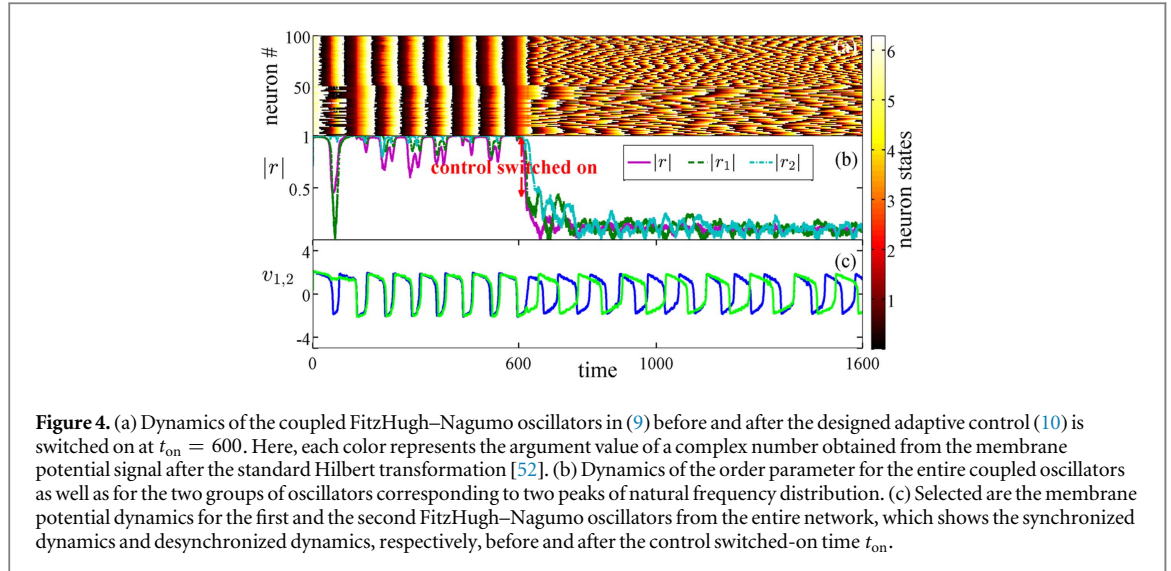 100
50
1
neuron #
(a)
6
5
4
3
2
1
neuron states
|r|
0.5
control switched on
|r| |r₁| |r₂|
(b)
4
0
-4
v₁,₂
(c)
0
600
1000
1600
time
Figure 4. (a) Dynamics of the coupled FitzHugh–Nagumo oscillators in (9) before and after the designed adaptive control (10) is
switched on at tₒₙ = 600. Here, each color represents the argument value of a complex number obtained from the membrane
potential signal after the standard Hilbert transformation [52]. (b) Dynamics of the order parameter for the entire coupled oscillators
as well as for the two groups of oscillators corresponding to two peaks of natural frequency distribution. (c) Selected are the membrane
potential dynamics for the first and the second FitzHugh–Nagumo oscillators from the entire network, which shows the synchronized
dynamics and desynchronized dynamics, respectively, before and after the control switched-on time tₒₙ.